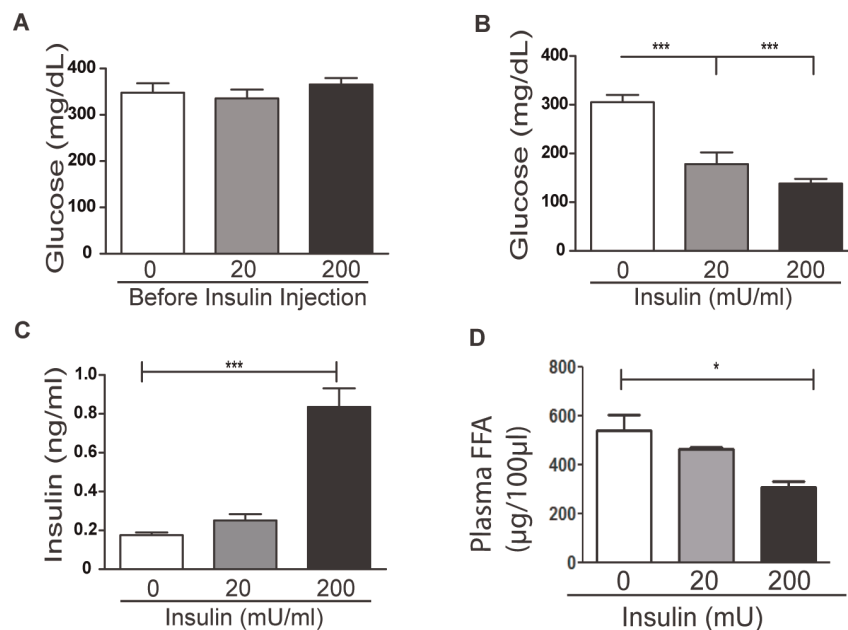 A
Glucose (mg/dL)
400
300
200
100
0
0 20 200
Before Insulin Injection
B
Glucose (mg/dL)
*** ***
400
300
200
100
0
0 20 200
Insulin (mU/ml)
C
Insulin (ng/ml)
***
1.0
0.8
0.6
0.4
0.2
0
0 20 200
Insulin (mU/ml)
D
Plasma FFA
(µg/100µl)
*
800
600
400
200
0
0 20 200
Insulin (mU)